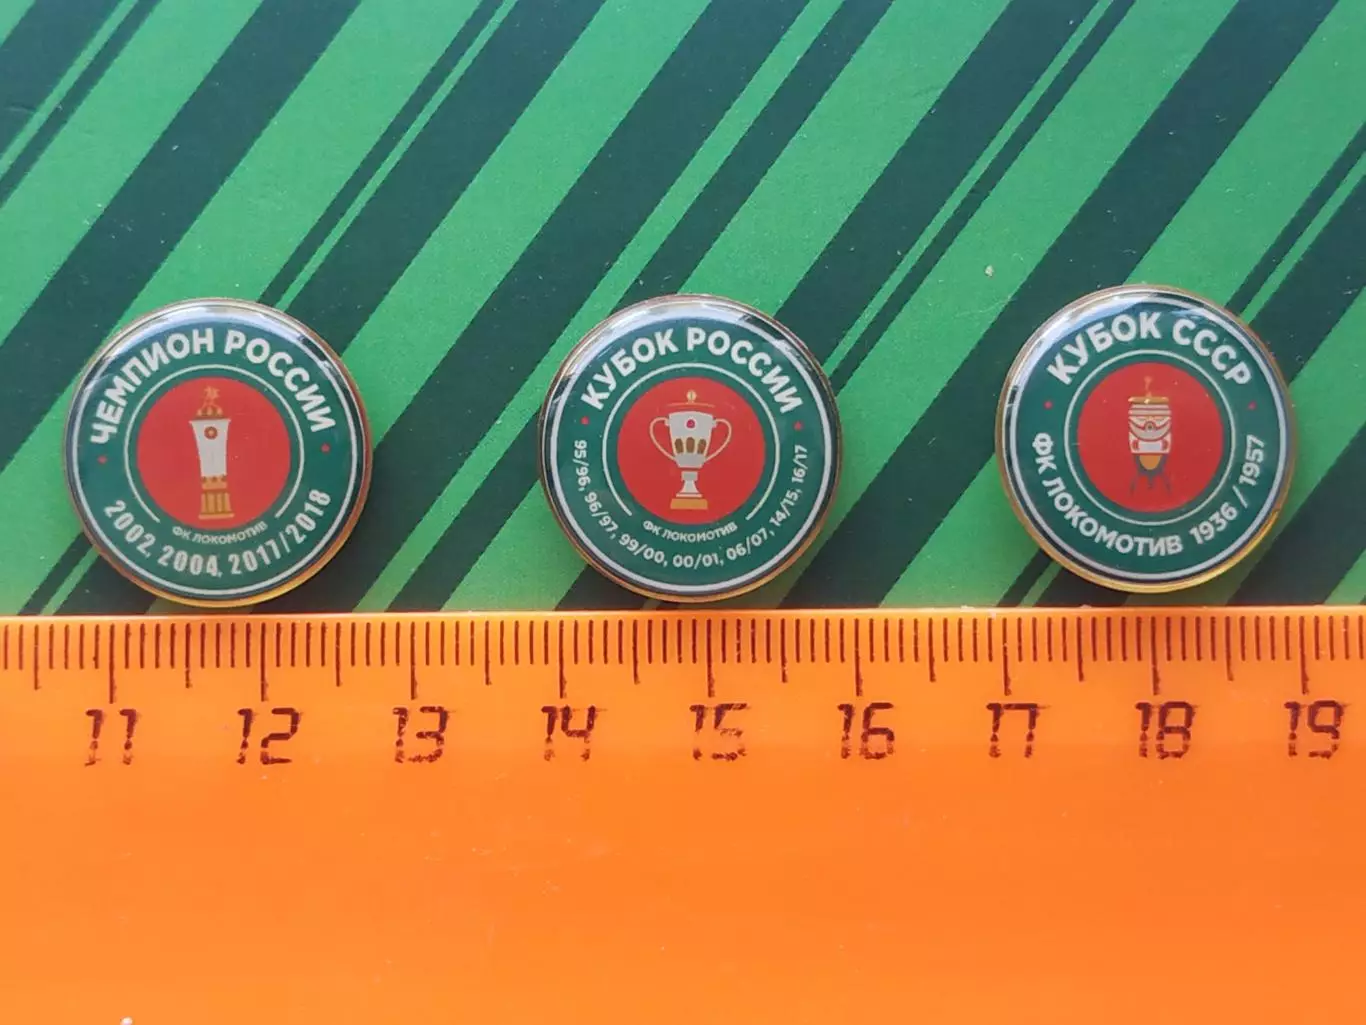 ЧЕМПИОН РОССИИ
ФК ЛОКОМОТИВ
2002, 2004, 2017/2018
КУБОК РОССИИ
ФК ЛОКОМОТИВ
95/96, 96/97, 99/00, 00/01, 06/07, 14/15, 16/17
КУБОК СССР
ФК ЛОКОМОТИВ 1936 / 1957
11 12 13 14 15 16 17 18 19